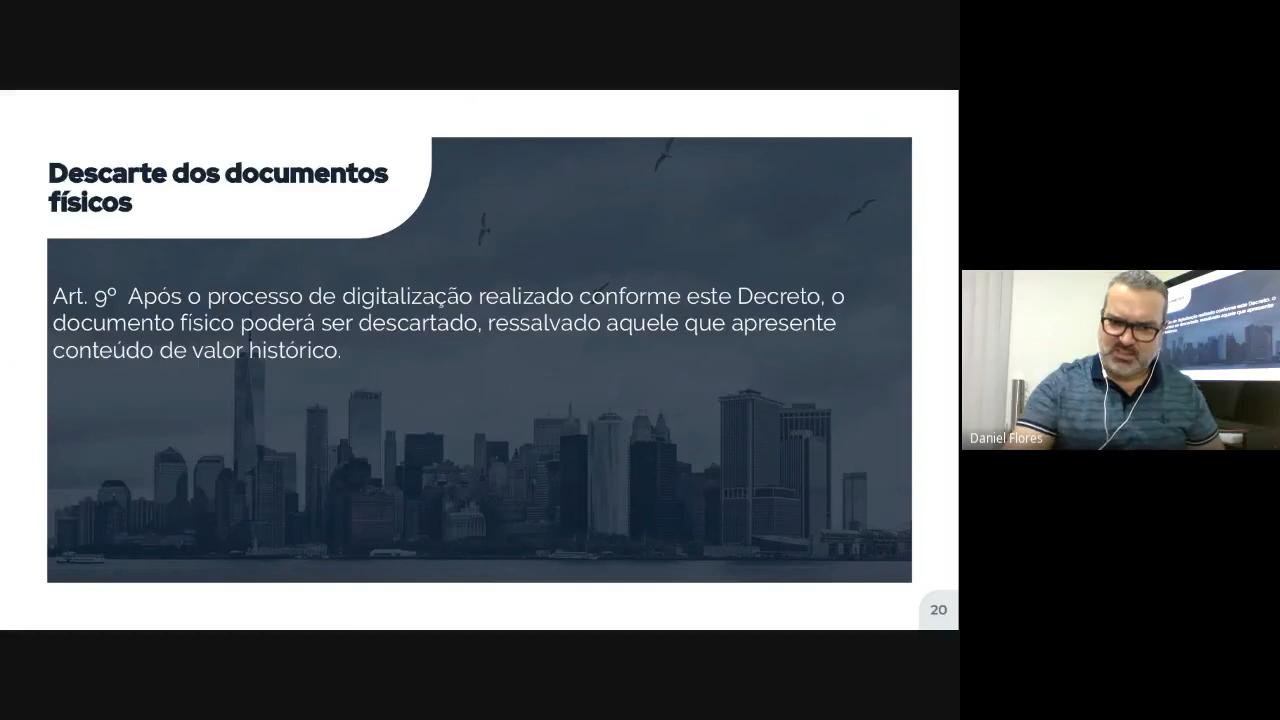 Descarte dos documentos
físicos
Art. 9º  Após o processo de digitalização realizado conforme este Decreto, o
documento físico poderá ser descartado, ressalvado aquele que apresente
conteúdo de valor histórico.
20
Daniel Flores